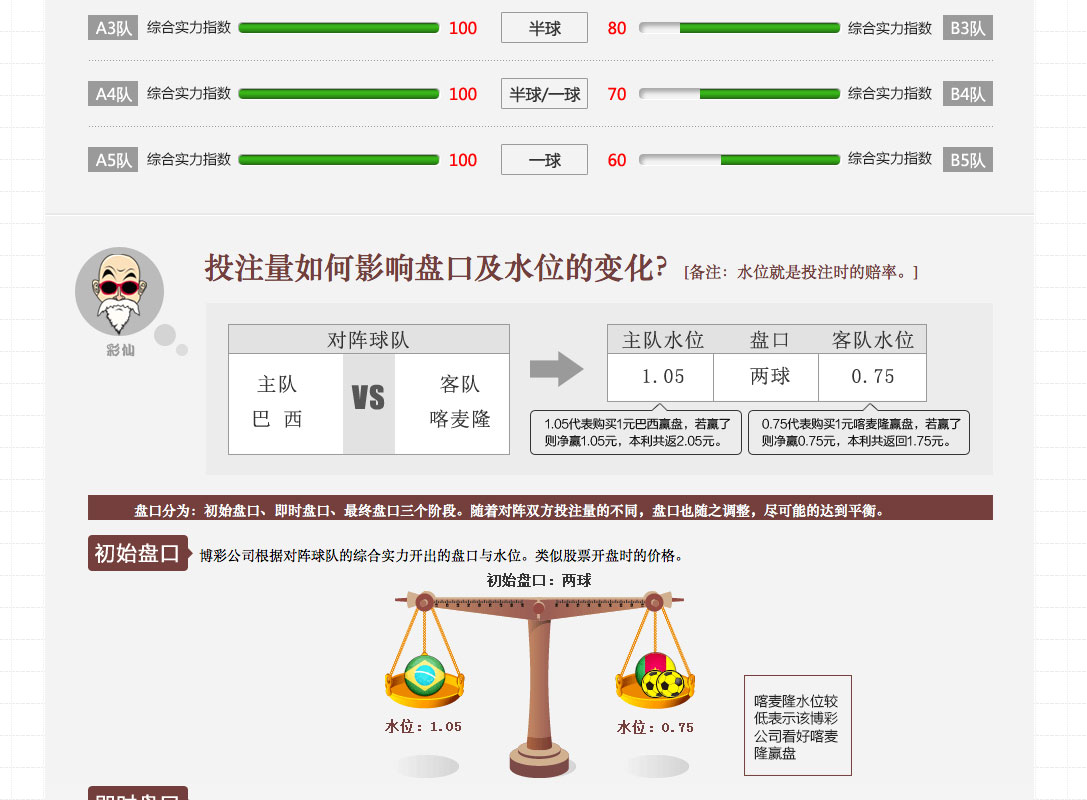 A3队 综合实力指数 100 半球 80 综合实力指数 B3队
A4队 综合实力指数 100 半球/一球 70 综合实力指数 B4队
A5队 综合实力指数 100 一球 60 综合实力指数 B5队
彩仙
投注量如何影响盘口及水位的变化? [备注：水位就是投注时的赔率。]
对阵球队
主队 VS 客队
巴 西 喀麦隆
主队水位 盘口 客队水位
1.05 两球 0.75
1.05代表购买1元巴西赢盘，若赢了
则净赢1.05元，本利共返2.05元。
0.75代表购买1元喀麦隆赢盘，若赢了
则净赢0.75元，本利共返回1.75元。
盘口分为：初始盘口、即时盘口、最终盘口三个阶段。随着对阵双方投注量的不同，盘口也随之调整，尽可能的达到平衡。
初始盘口 博彩公司根据对阵球队的综合实力开出的盘口与水位。类似股票开盘时的价格。
初始盘口：两球
水位：1.05
水位：0.75
喀麦隆水位较
低表示该博彩
公司看好喀麦
隆赢盘
即时盘口